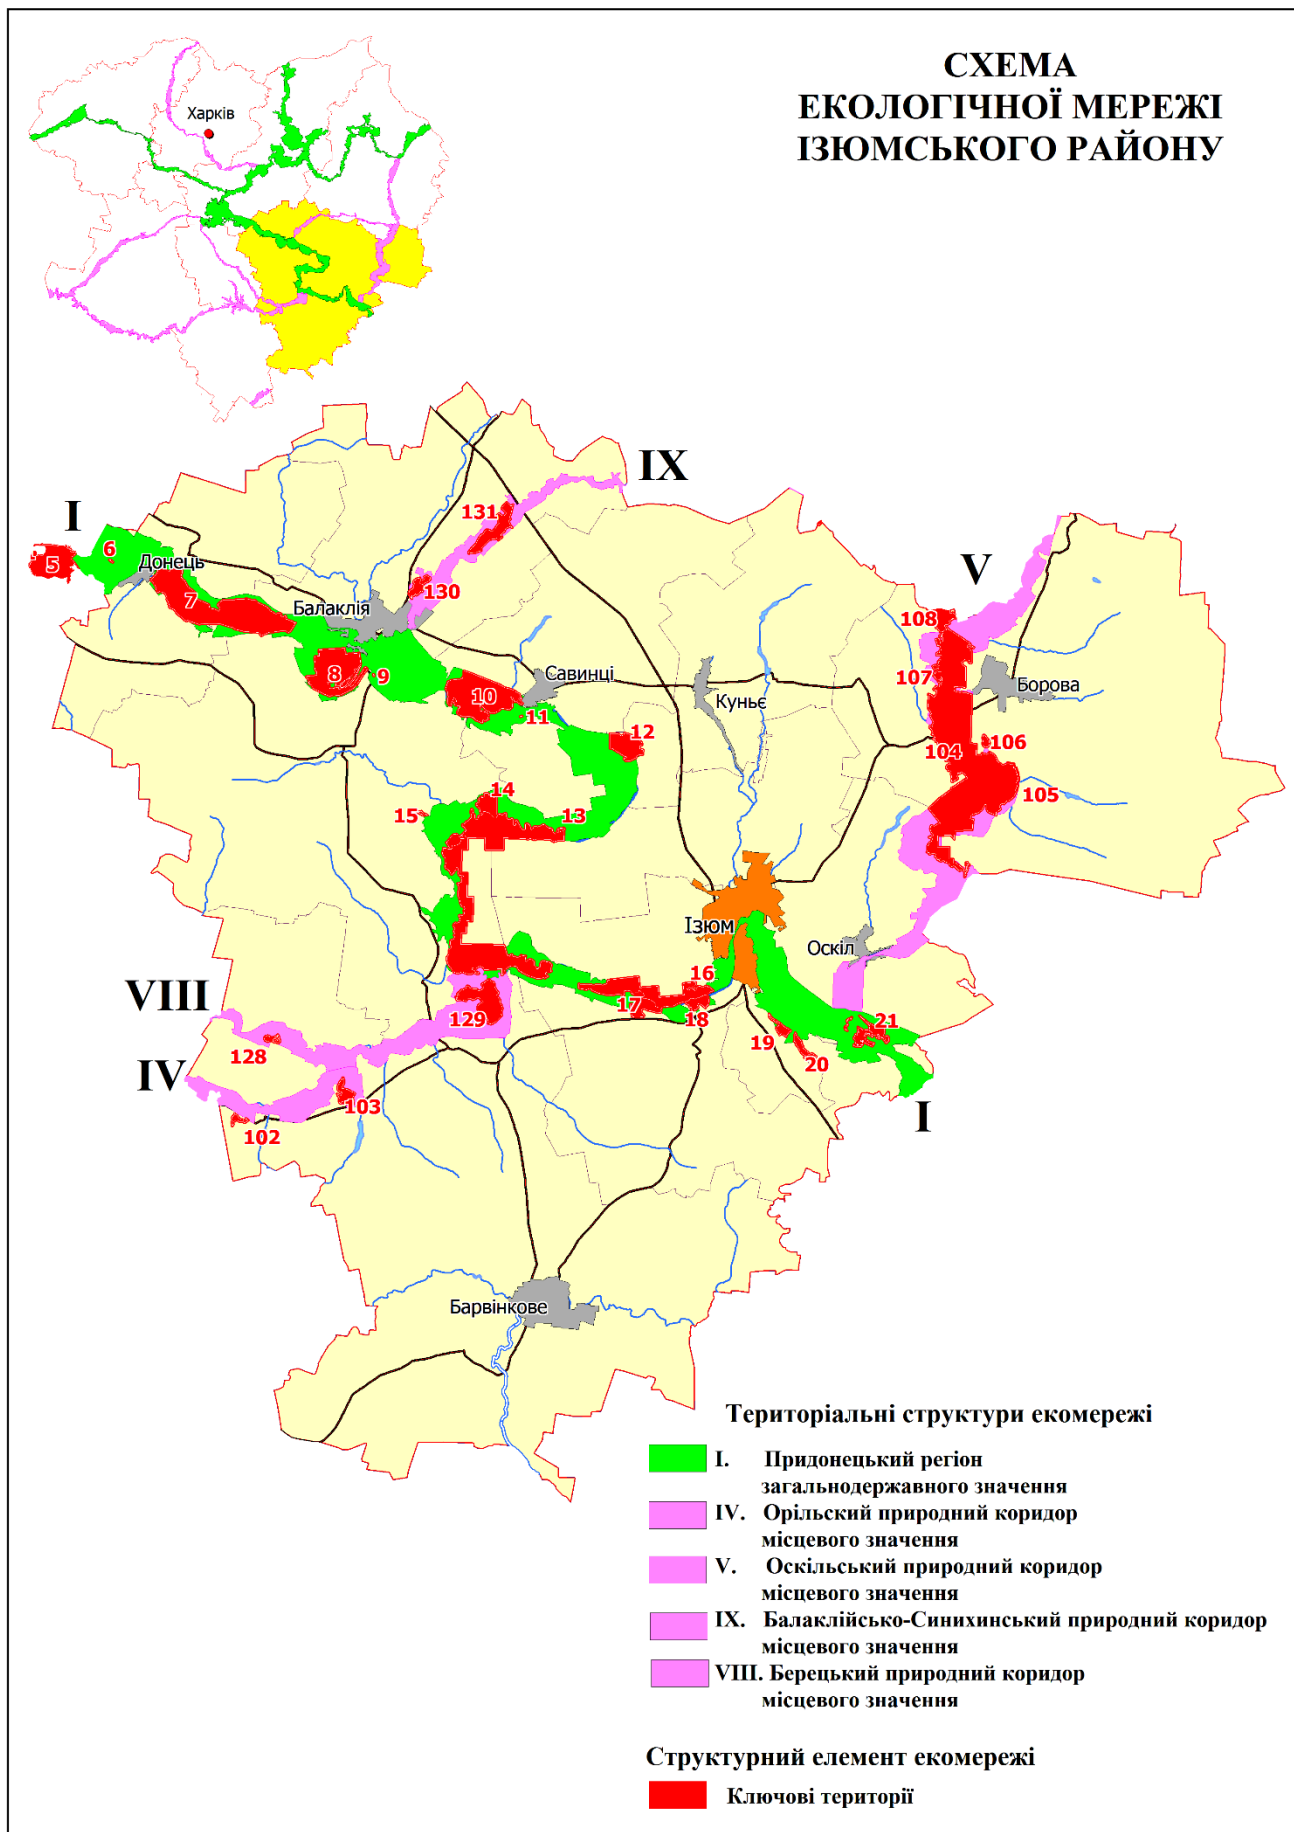 СХЕМА
ЕКОЛОГІЧНОЇ МЕРЕЖІ
ІЗЮМСЬКОГО РАЙОНУ
Харків
IX
I
131
5
6
Донець
V
130
7
Балаклія
108
8
9
107
Савинці
10
11
Куньє
Борова
12
104
106
14
105
15
13
Ізюм
Оскіл
16
VIII
17
129
18
21
19
128
20
IV
103
I
102
Барвінкове
Територіальні структури екомережі
I. Придонецький регіон
загальнодержавного значення
IV. Орільский природний коридор
місцевого значення
V. Оскільський природний коридор
місцевого значення
IX. Балаклійсько-Синихинський природний коридор
місцевого значення
VIII. Берецький природний коридор
місцевого значення
Структурний елемент екомережі
Ключові території